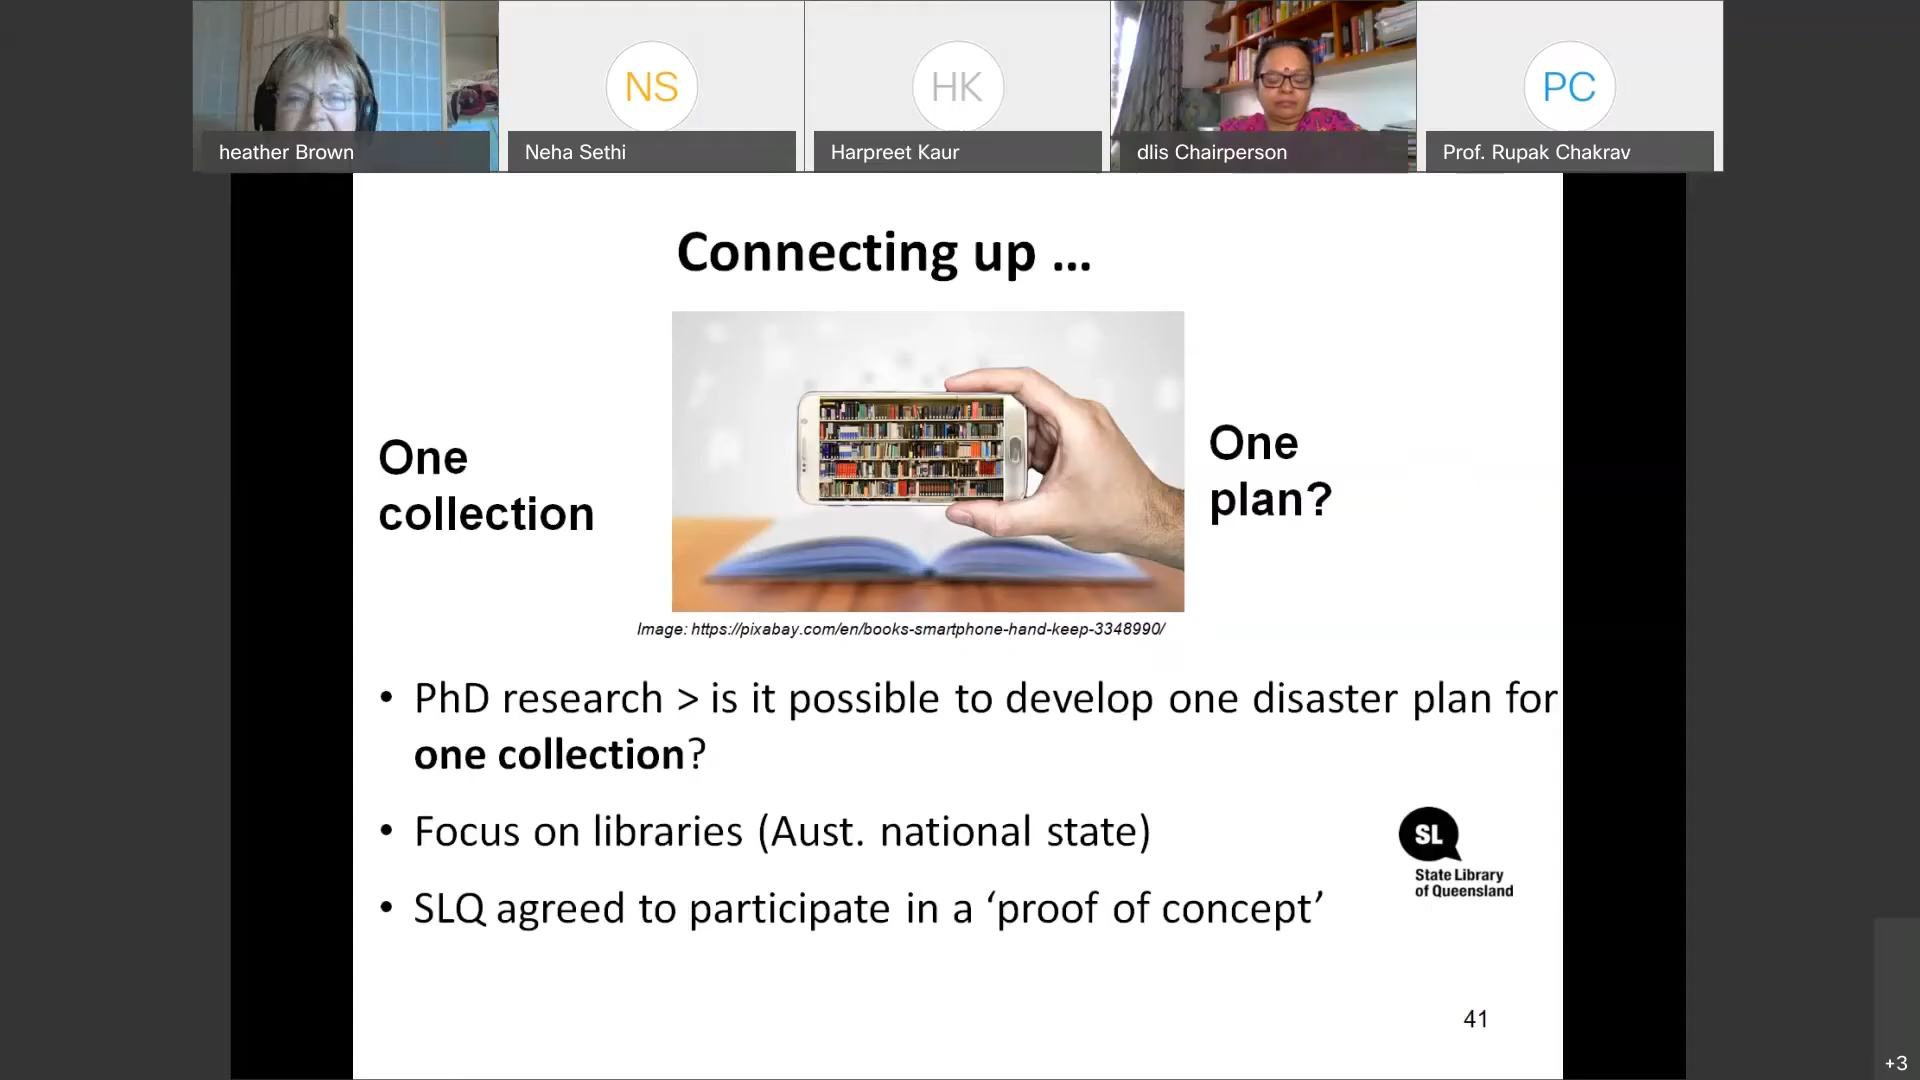 NS
HK
PC
heather Brown
Neha Sethi
Harpreet Kaur
dlis Chairperson
Prof. Rupak Chakrav
Connecting up ...
One
collection
One
plan?
Image: https://pixabay.com/en/books-smartphone-hand-keep-3348990/
• PhD research > is it possible to develop one disaster plan for
one collection?
• Focus on libraries (Aust. national state)
• SLQ agreed to participate in a ‘proof of concept’
SL
State Library
of Queensland
41
+3